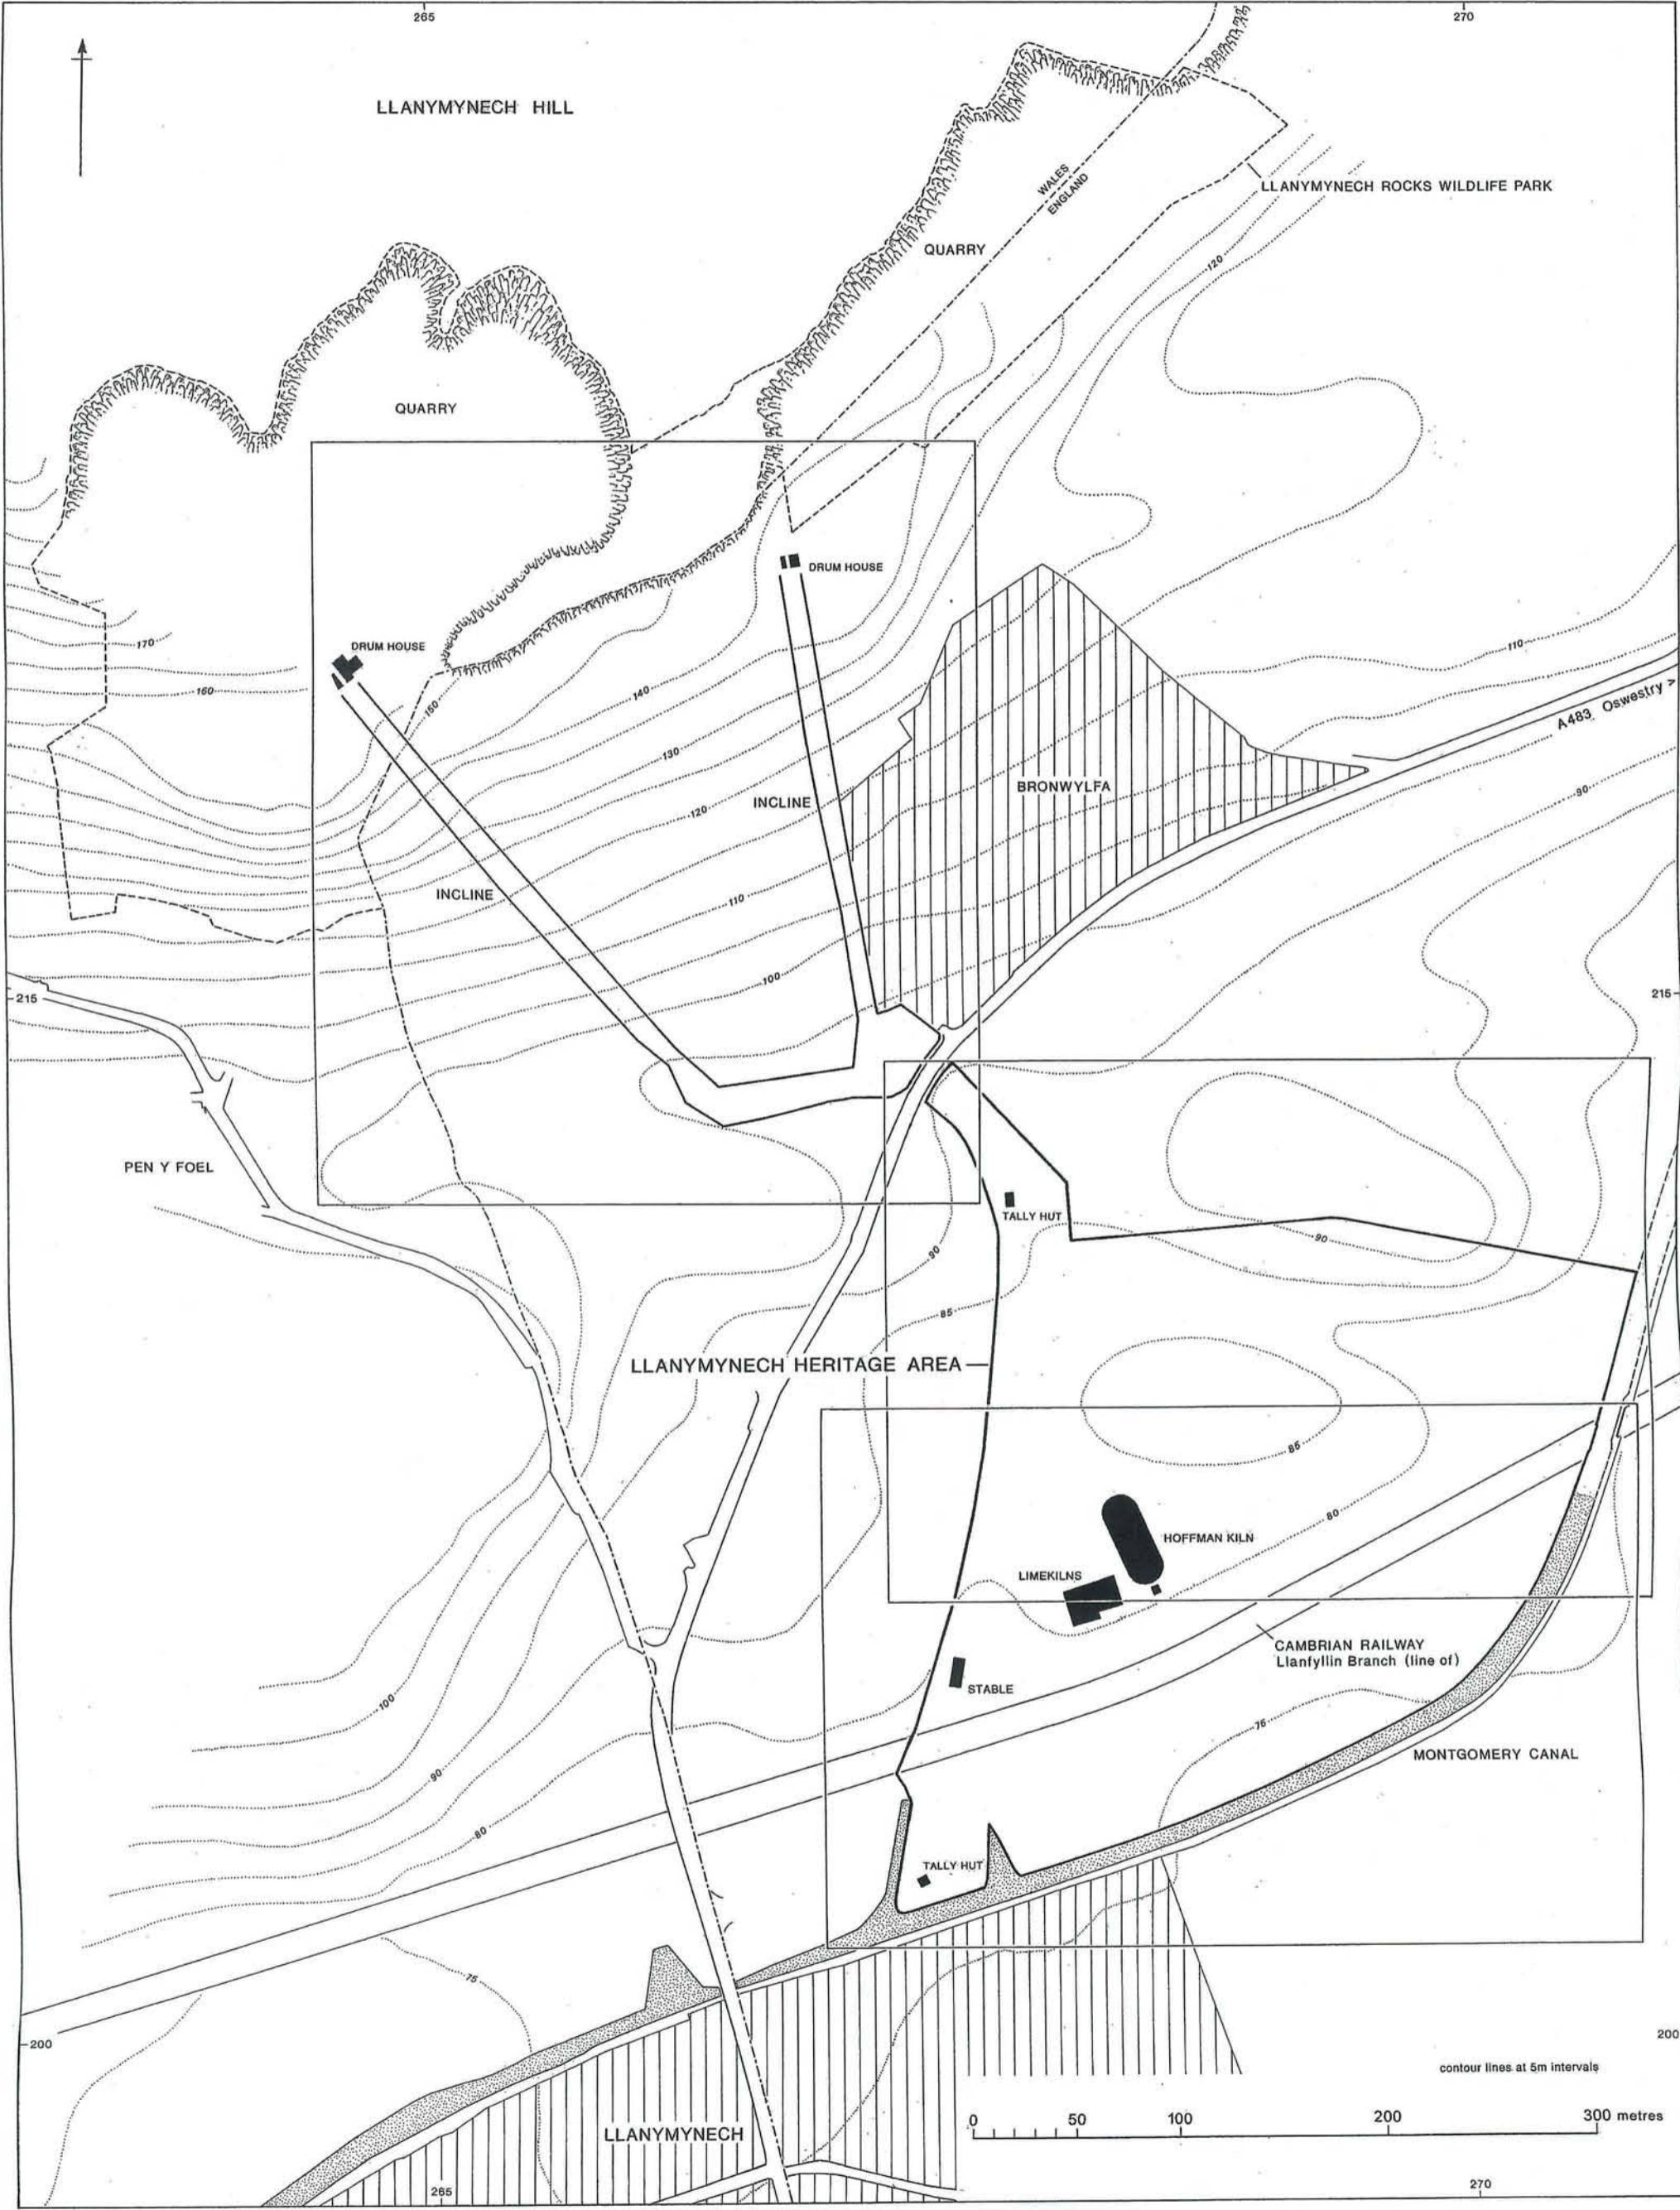 265
270
LLANYMYNECH HILL
WALES
ENGLAND
LLANYMYNECH ROCKS WILDLIFE PARK
QUARRY
120
QUARRY
DRUM HOUSE
DRUM HOUSE
170
160
150
140
110
A483 Oswestry >
130
BRONWYLFA
90
INCLINE
120
INCLINE
110
100
215
215
PEN Y FOEL
TALLY HUT
90
90
85
LLANYMYNECH HERITAGE AREA
85
80
HOFFMAN KILN
LIMEKILNS
CAMBRIAN RAILWAY
Llanfyllin Branch (line of)
STABLE
100
75
MONTGOMERY CANAL
90
80
TALLY HUT
75
200
200
contour lines at 5m intervals
0 50 100 200 300 metres
LLANYMYNECH
265
270